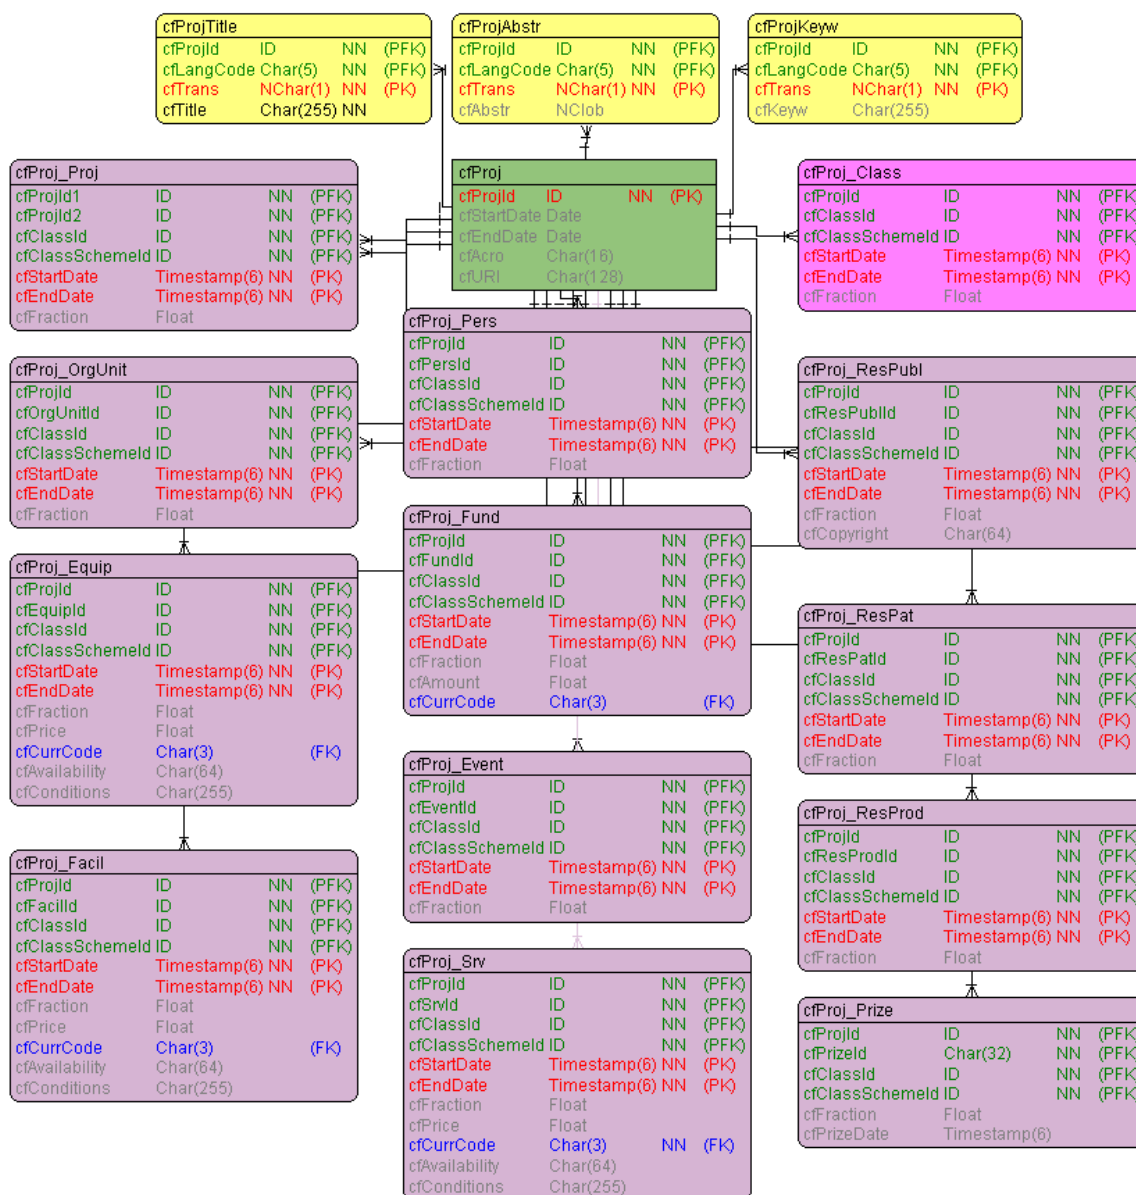 cfProjTitle
cfProjId ID NN (PFK)
cfLangCode Char(5) NN (PFK)
cfTrans NChar(1) NN (PK)
cfTitle Char(255) NN
cfProjAbstr
cfProjId ID NN (PFK)
cfLangCode Char(5) NN (PFK)
cfTrans NChar(1) NN (PK)
cfAbstr NClob
cfProjKeyw
cfProjId ID NN (PFK)
cfLangCode Char(5) NN (PFK)
cfTrans NChar(1) NN (PK)
cfKeyw Char(255)
cfProj_Proj
cfProjId1 ID NN (PFK)
cfProjId2 ID NN (PFK)
cfClassId ID NN (PFK)
cfClassSchemeId ID NN (PFK)
cfStartDate Timestamp(6) NN (PK)
cfEndDate Timestamp(6) NN (PK)
cfFraction Float
cfProj
cfProjId ID NN (PK)
cfStartDate Date
cfEndDate Date
cfAcro Char(16)
cfURI Char(128)
cfProj_Class
cfProjId ID NN (PFK)
cfClassId ID NN (PFK)
cfClassSchemeId ID NN (PFK)
cfStartDate Timestamp(6) NN (PK)
cfEndDate Timestamp(6) NN (PK)
cfFraction Float
cfProj_Pers
cfProjId ID NN (PFK)
cfPersId ID NN (PFK)
cfClassId ID NN (PFK)
cfClassSchemeId ID NN (PFK)
cfStartDate Timestamp(6) NN (PK)
cfEndDate Timestamp(6) NN (PK)
cfFraction Float
cfProj_OrgUnit
cfProjId ID NN (PFK)
cfOrgUnitId ID NN (PFK)
cfClassId ID NN (PFK)
cfClassSchemeId ID NN (PFK)
cfStartDate Timestamp(6) NN (PK)
cfEndDate Timestamp(6) NN (PK)
cfFraction Float
cfProj_ResPubl
cfProjId ID NN (PFK)
cfResPublId ID NN (PFK)
cfClassId ID NN (PFK)
cfClassSchemeId ID NN (PFK)
cfStartDate Timestamp(6) NN (PK)
cfEndDate Timestamp(6) NN (PK)
cfFraction Float
cfCopyright Char(64)
cfProj_Fund
cfProjId ID NN (PFK)
cfFundId ID NN (PFK)
cfClassId ID NN (PFK)
cfClassSchemeId ID NN (PFK)
cfStartDate Timestamp(6) NN (PK)
cfEndDate Timestamp(6) NN (PK)
cfFraction Float
cfAmount Float
cfCurrCode Char(3) (FK)
cfProj_Equip
cfProjId ID NN (PFK)
cfEquipId ID NN (PFK)
cfClassId ID NN (PFK)
cfClassSchemeId ID NN (PFK)
cfStartDate Timestamp(6) NN (PK)
cfEndDate Timestamp(6) NN (PK)
cfFraction Float
cfPrice Float
cfCurrCode Char(3) (FK)
cfAvailability Char(64)
cfConditions Char(255)
cfProj_ResPat
cfProjId ID NN (PFK)
cfResPatId ID NN (PFK)
cfClassId ID NN (PFK)
cfClassSchemeId ID NN (PFK)
cfStartDate Timestamp(6) NN (PK)
cfEndDate Timestamp(6) NN (PK)
cfFraction Float
cfProj_Event
cfProjId ID NN (PFK)
cfEventId ID NN (PFK)
cfClassId ID NN (PFK)
cfClassSchemeId ID NN (PFK)
cfStartDate Timestamp(6) NN (PK)
cfEndDate Timestamp(6) NN (PK)
cfFraction Float
cfProj_ResProd
cfProjId ID NN (PFK)
cfResProdId ID NN (PFK)
cfClassId ID NN (PFK)
cfClassSchemeId ID NN (PFK)
cfStartDate Timestamp(6) NN (PK)
cfEndDate Timestamp(6) NN (PK)
cfFraction Float
cfProj_Facil
cfProjId ID NN (PFK)
cfFacilId ID NN (PFK)
cfClassId ID NN (PFK)
cfClassSchemeId ID NN (PFK)
cfStartDate Timestamp(6) NN (PK)
cfEndDate Timestamp(6) NN (PK)
cfFraction Float
cfPrice Float
cfCurrCode Char(3) (FK)
cfAvailability Char(64)
cfConditions Char(255)
cfProj_Srv
cfProjId ID NN (PFK)
cfSrvId ID NN (PFK)
cfClassId ID NN (PFK)
cfClassSchemeId ID NN (PFK)
cfStartDate Timestamp(6) NN (PK)
cfEndDate Timestamp(6) NN (PK)
cfFraction Float
cfPrice Float
cfCurrCode Char(3) NN (FK)
cfAvailability Char(64)
cfConditions Char(255)
cfProj_Prize
cfProjId ID NN (PFK)
cfPrizeId Char(32) NN (PFK)
cfClassId ID NN (PFK)
cfClassSchemeId ID NN (PFK)
cfFraction Float
cfPrizeDate Timestamp(6)